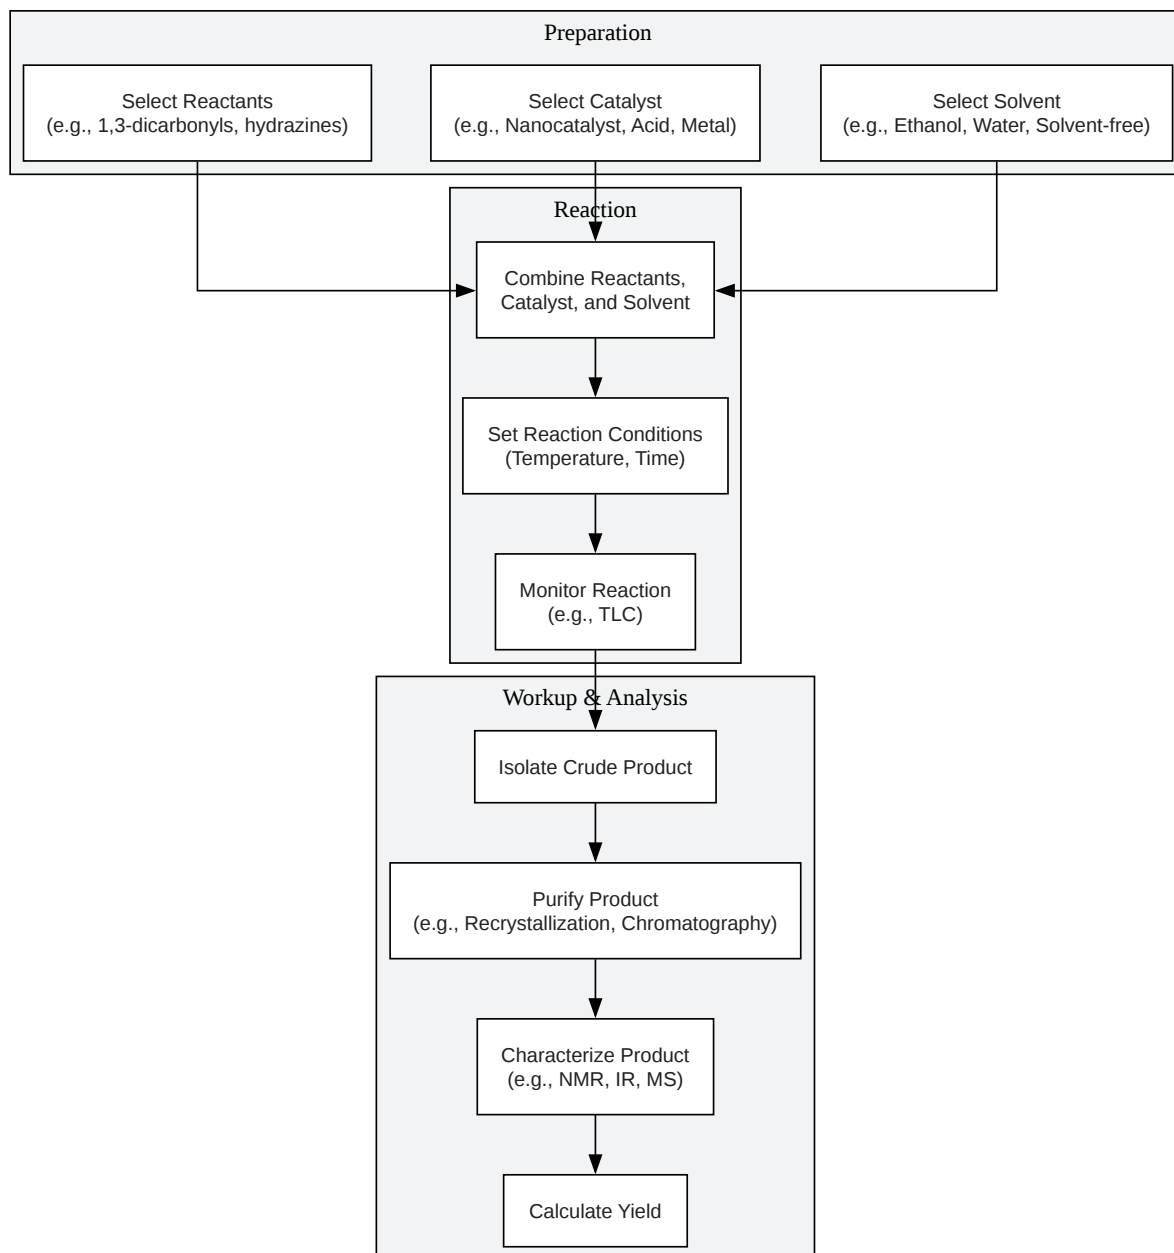 Preparation
Select Reactants
(e.g., 1,3-dicarbonyls, hydrazines)
Select Catalyst
(e.g., Nanocatalyst, Acid, Metal)
Select Solvent
(e.g., Ethanol, Water, Solvent-free)
Reaction
Combine Reactants,
Catalyst, and Solvent
Set Reaction Conditions
(Temperature, Time)
Monitor Reaction
(e.g., TLC)
Workup & Analysis
Isolate Crude Product
Purify Product
(e.g., Recrystallization, Chromatography)
Characterize Product
(e.g., NMR, IR, MS)
Calculate Yield